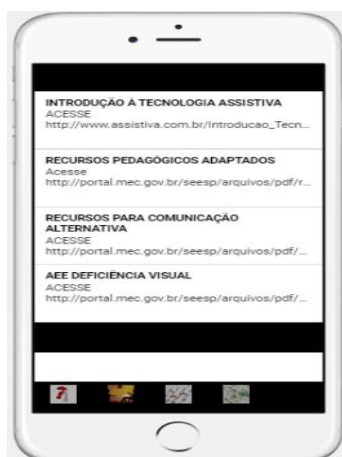 INTRODUÇÃO À TECNOLOGIA ASSISTIVA
ACESSE
http://www.assistiva.com.br/Introducao_Tecn...
RECURSOS PEDAGÓGICOS ADAPTADOS
Acesse
http://portal.mec.gov.br/seesp/arquivos/pdf/r...
RECURSOS PARA COMUNICAÇÃO
ALTERNATIVA
ACESSE
http://portal.mec.gov.br/seesp/arquivos/pdf/...
AEE DEFICIÊNCIA VISUAL
ACESSE
http://portal.mec.gov.br/seesp/arquivos/pdf/...
?